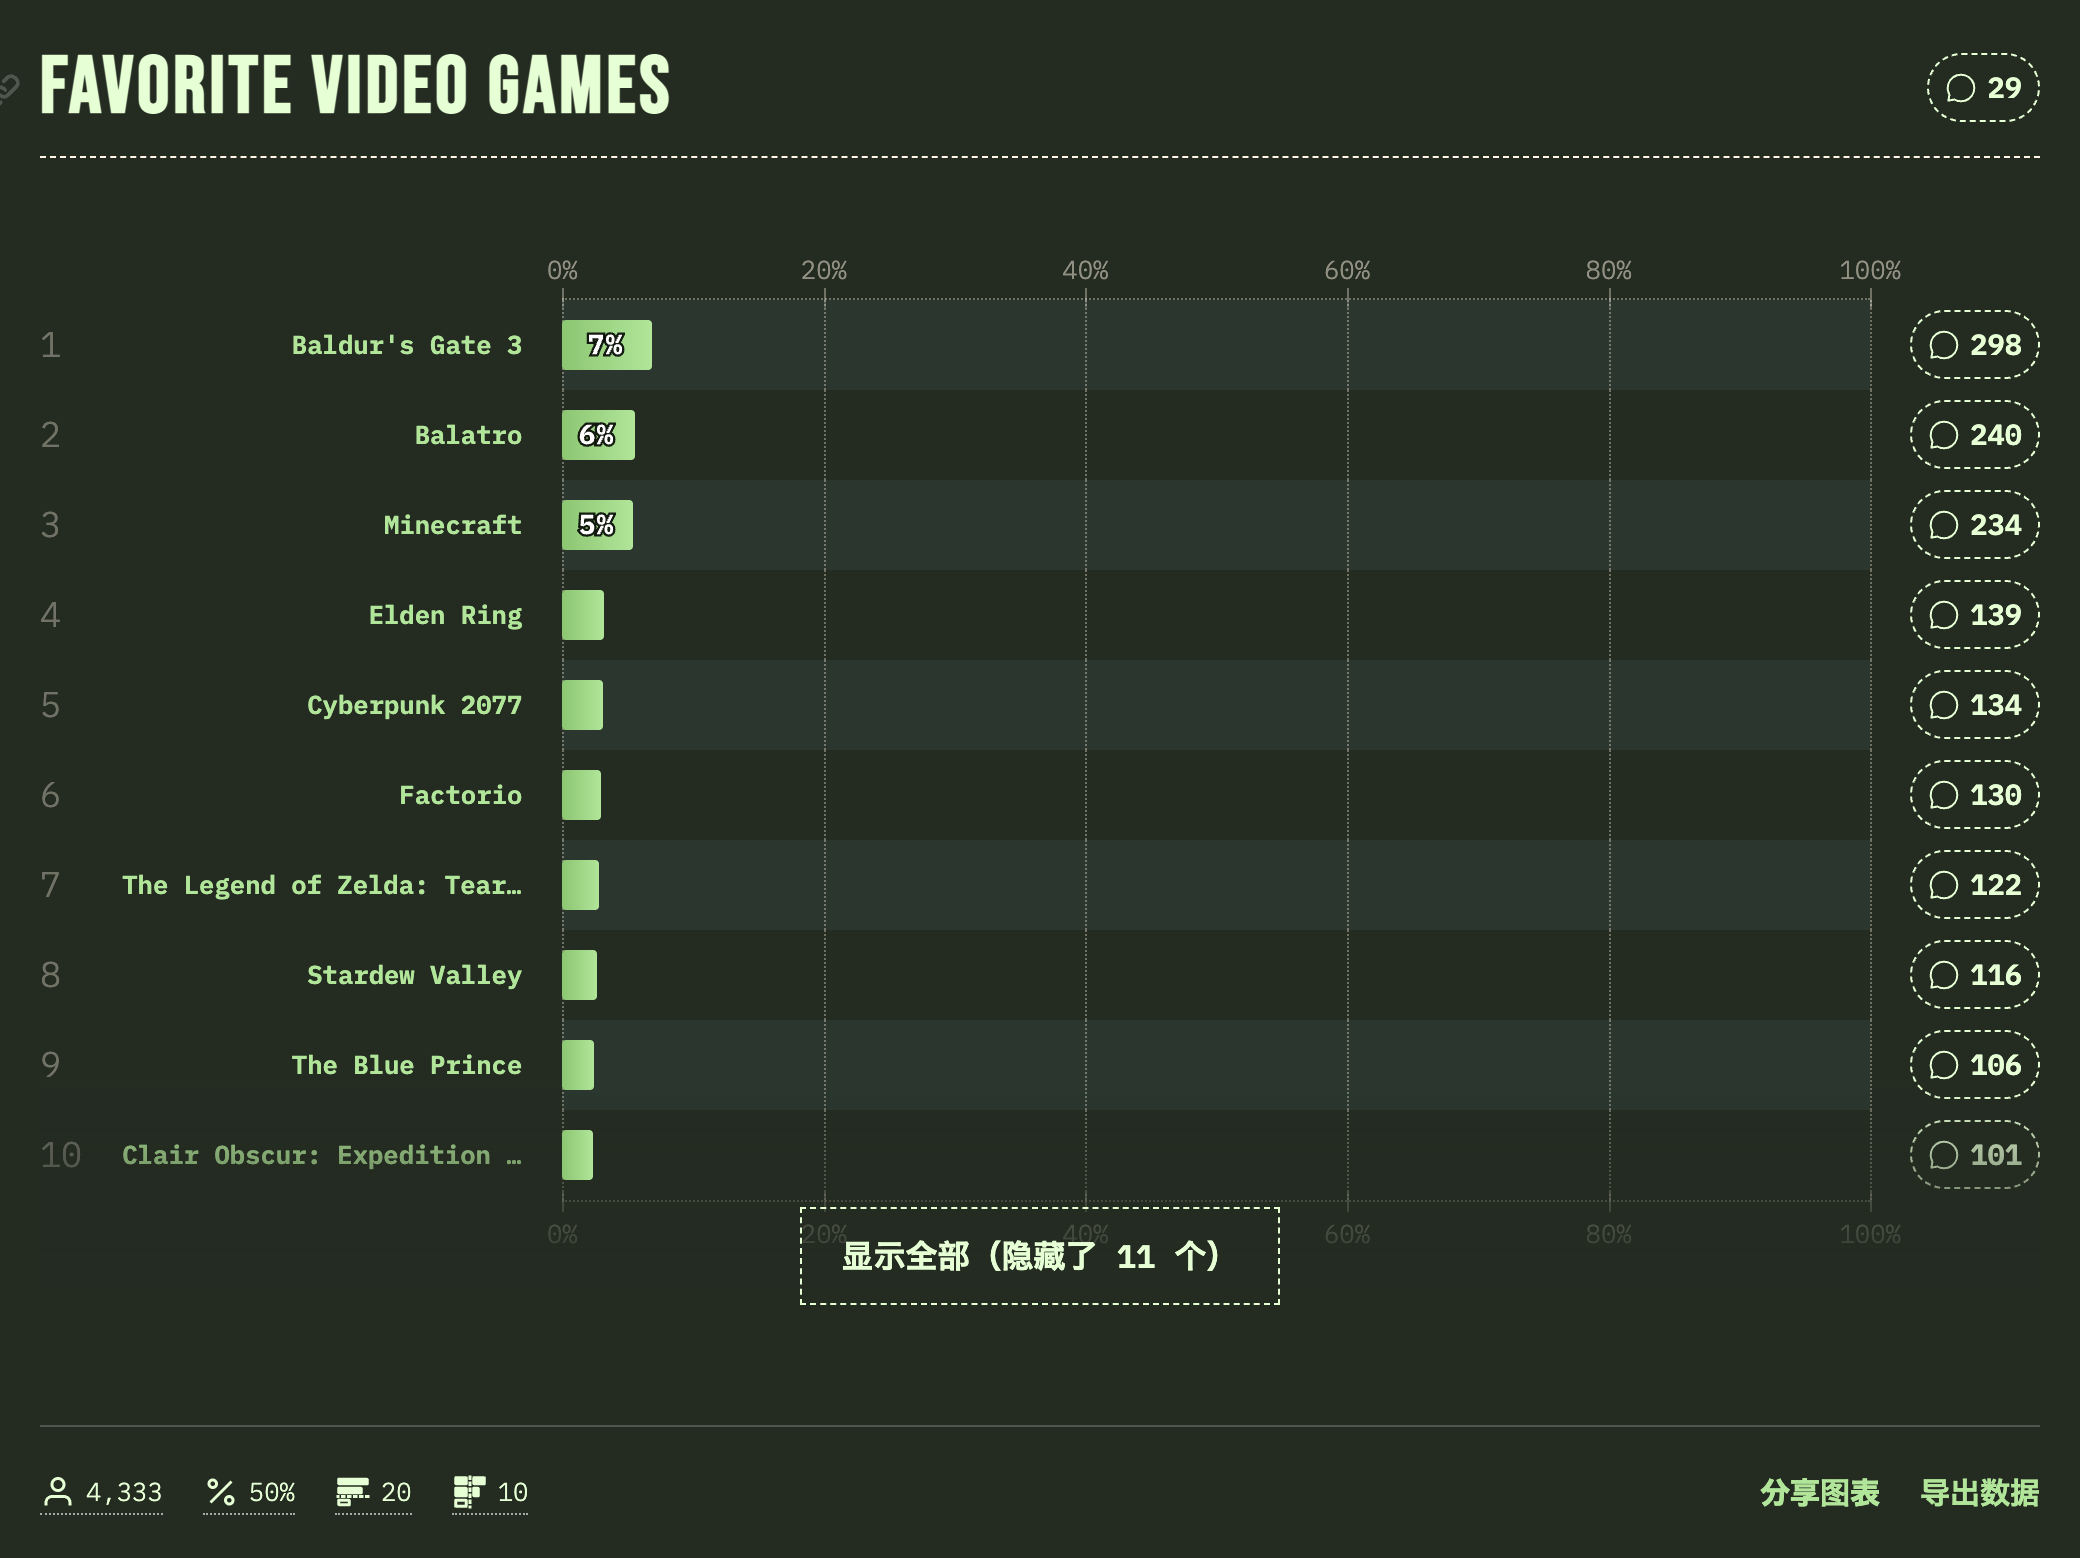 FAVORITE VIDEO GAMES
29
0% 20% 40% 60% 80% 100%
1 Baldur's Gate 3 7% 298
2 Balatro 6% 240
3 Minecraft 5% 234
4 Elden Ring 139
5 Cyberpunk 2077 134
6 Factorio 130
7 The Legend of Zelda: Tear… 122
8 Stardew Valley 116
9 The Blue Prince 106
10 Clair Obscur: Expedition … 101
0% 20% 40% 60% 80% 100%
显示全部（隐藏了 11 个）
4,333 50% 20 10 分享图表 导出数据